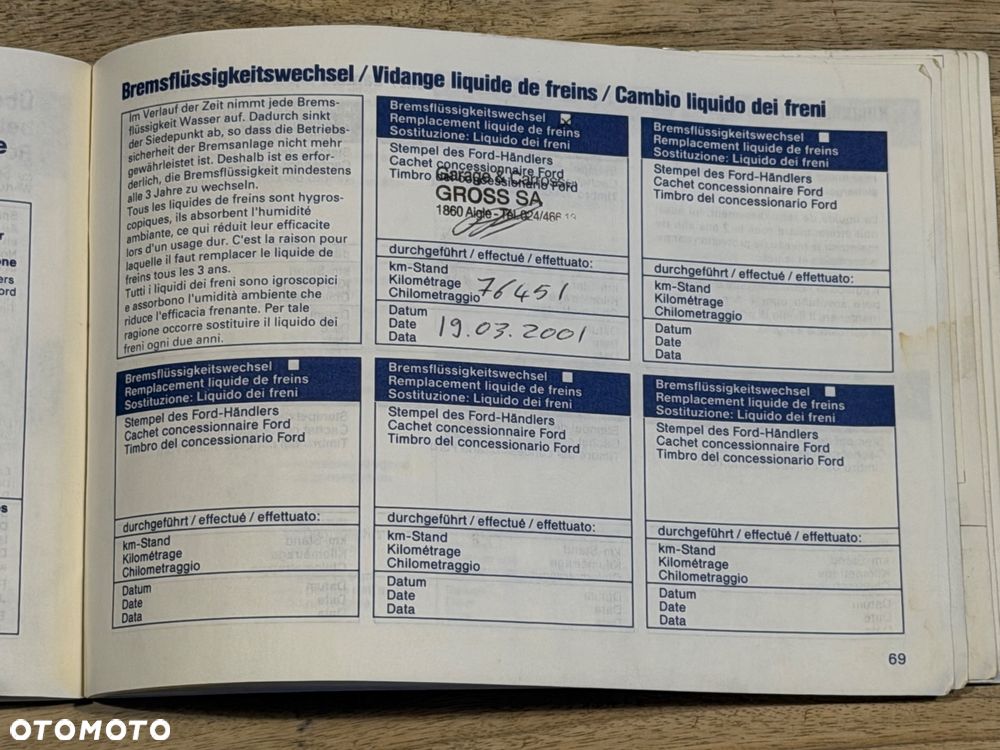 Bremsflüssigkeitswechsel / Vidange liquide de freins / Cambio liquido dei freni
Im Verlauf der Zeit nimmt jede Brems-
flüssigkeit Wasser auf. Dadurch sinkt
der Siedepunkt ab, so dass die Betriebs-
sicherheit der Bremsanlage nicht mehr
gewährleistet ist. Deshalb ist es erfor-
derlich, die Bremsflüssigkeit mindestens
alle 3 Jahre zu wechseln.
Tous les liquides de freins sont hygros-
copiques, ils absorbent l'humidité
ambiante, ce qui réduit leur efficacite
lors d'un usage dur. C'est la raison pour
laquelle il faut remplacer le liquide de
freins tous les 3 ans.
Tutti i liquidi dei freni sono igroscopici
e assorbono l'umidità ambiente che
riduce l'efficacia frenante. Per tale
ragione occorre sostituire il liquido dei
freni ogni due anni.
Bremsflüssigkeitswechsel
Remplacement liquide de freins
Sostituzione: Liquido dei freni
Stempel des Ford-Händlers
Cachet concessionnaire Ford
Timbro del concessionario Ford
Garage & Carrosserie
GROSS SA
1860 Aigle - Tél. 024/466
durchgeführt / effectué / effettuato:
km-Stand
Kilométrage
Chilometraggio
76451
Datum
Date
Data
19.03.2001
Bremsflüssigkeitswechsel
Remplacement liquide de freins
Sostituzione: Liquido dei freni
Stempel des Ford-Händlers
Cachet concessionnaire Ford
Timbro del concessionario Ford
durchgeführt / effectué / effettuato:
km-Stand
Kilométrage
Chilometraggio
Datum
Date
Data
Bremsflüssigkeitswechsel
Remplacement liquide de freins
Sostituzione: Liquido dei freni
Stempel des Ford-Händlers
Cachet concessionnaire Ford
Timbro del concessionario Ford
durchgeführt / effectué / effettuato:
km-Stand
Kilométrage
Chilometraggio
Datum
Date
Data
Bremsflüssigkeitswechsel
Remplacement liquide de freins
Sostituzione: Liquido dei freni
Stempel des Ford-Händlers
Cachet concessionnaire Ford
Timbro del concessionario Ford
durchgeführt / effectué / effettuato:
km-Stand
Kilométrage
Chilometraggio
Datum
Date
Data
Bremsflüssigkeitswechsel
Remplacement liquide de freins
Sostituzione: Liquido dei freni
Stempel des Ford-Händlers
Cachet concessionnaire Ford
Timbro del concessionario Ford
durchgeführt / effectué / effettuato:
km-Stand
Kilométrage
Chilometraggio
Datum
Date
Data
69
OTOMOTO